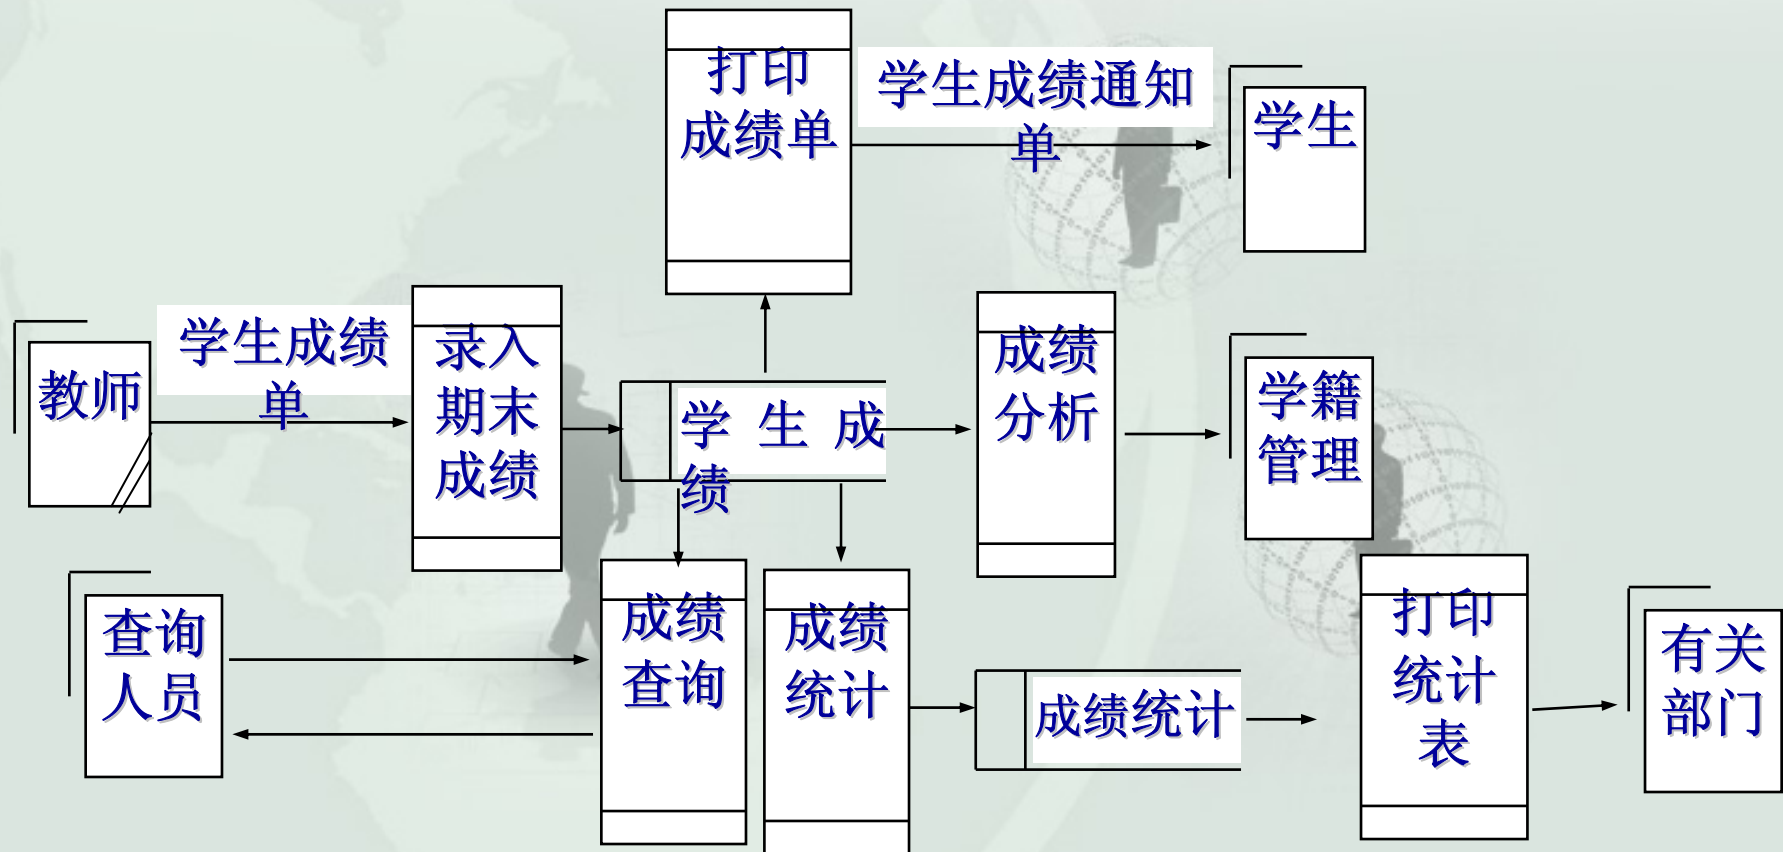 打印
成绩单
学生成绩通知
单
学生
教师
学生成绩
单
录入
期末
成绩
学 生 成
绩
成绩
分析
学籍
管理
查询
人员
成绩
查询
成绩
统计
成绩统计
打印
统计
表
有关
部门